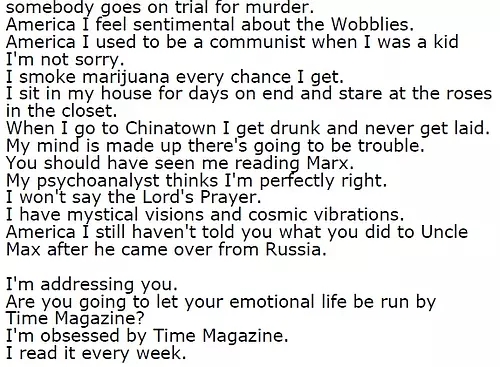 somebody goes on trial for murder.
America I feel sentimental about the Wobblies.
America I used to be a communist when I was a kid
I'm not sorry.
I smoke marijuana every chance I get.
I sit in my house for days on end and stare at the roses
in the closet.
When I go to Chinatown I get drunk and never get laid.
My mind is made up there's going to be trouble.
You should have seen me reading Marx.
My psychoanalyst thinks I'm perfectly right.
I won't say the Lord's Prayer.
I have mystical visions and cosmic vibrations.
America I still haven't told you what you did to Uncle
Max after he came over from Russia.

I'm addressing you.
Are you going to let your emotional life be run by
Time Magazine?
I'm obsessed by Time Magazine.
I read it every week.